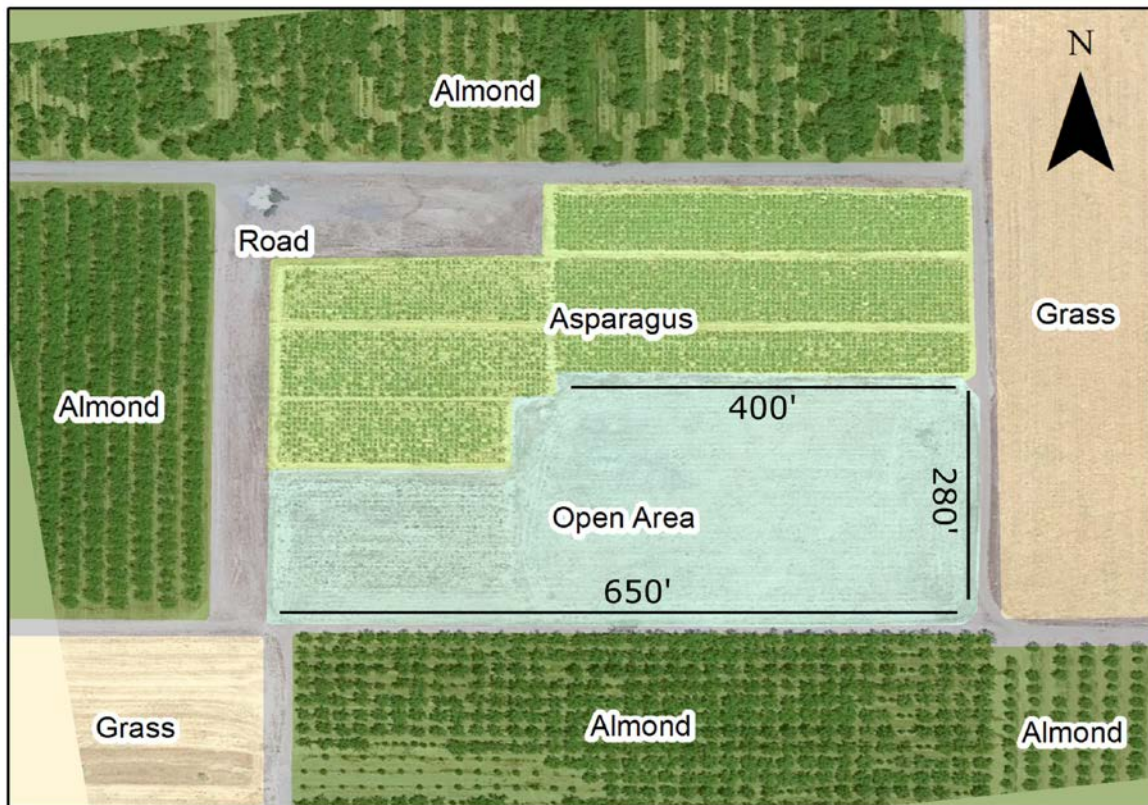 Almond
N
Road
Asparagus
Grass
Almond
400'
280'
Open Area
650'
Grass
Almond
Almond